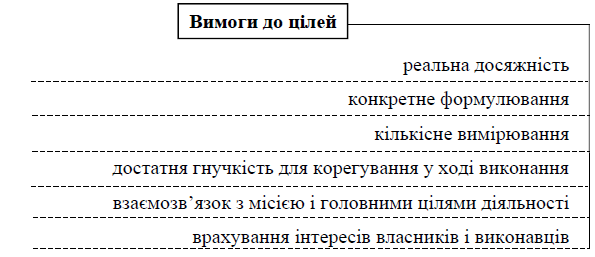 Вимоги до цілей
реальна досяжність
конкретне формулювання
кількісне вимірювання
достатня гнучкість для корегування у ході виконання
взаємозв’язок з місією і головними цілями діяльності
врахування інтересів власників і виконавців